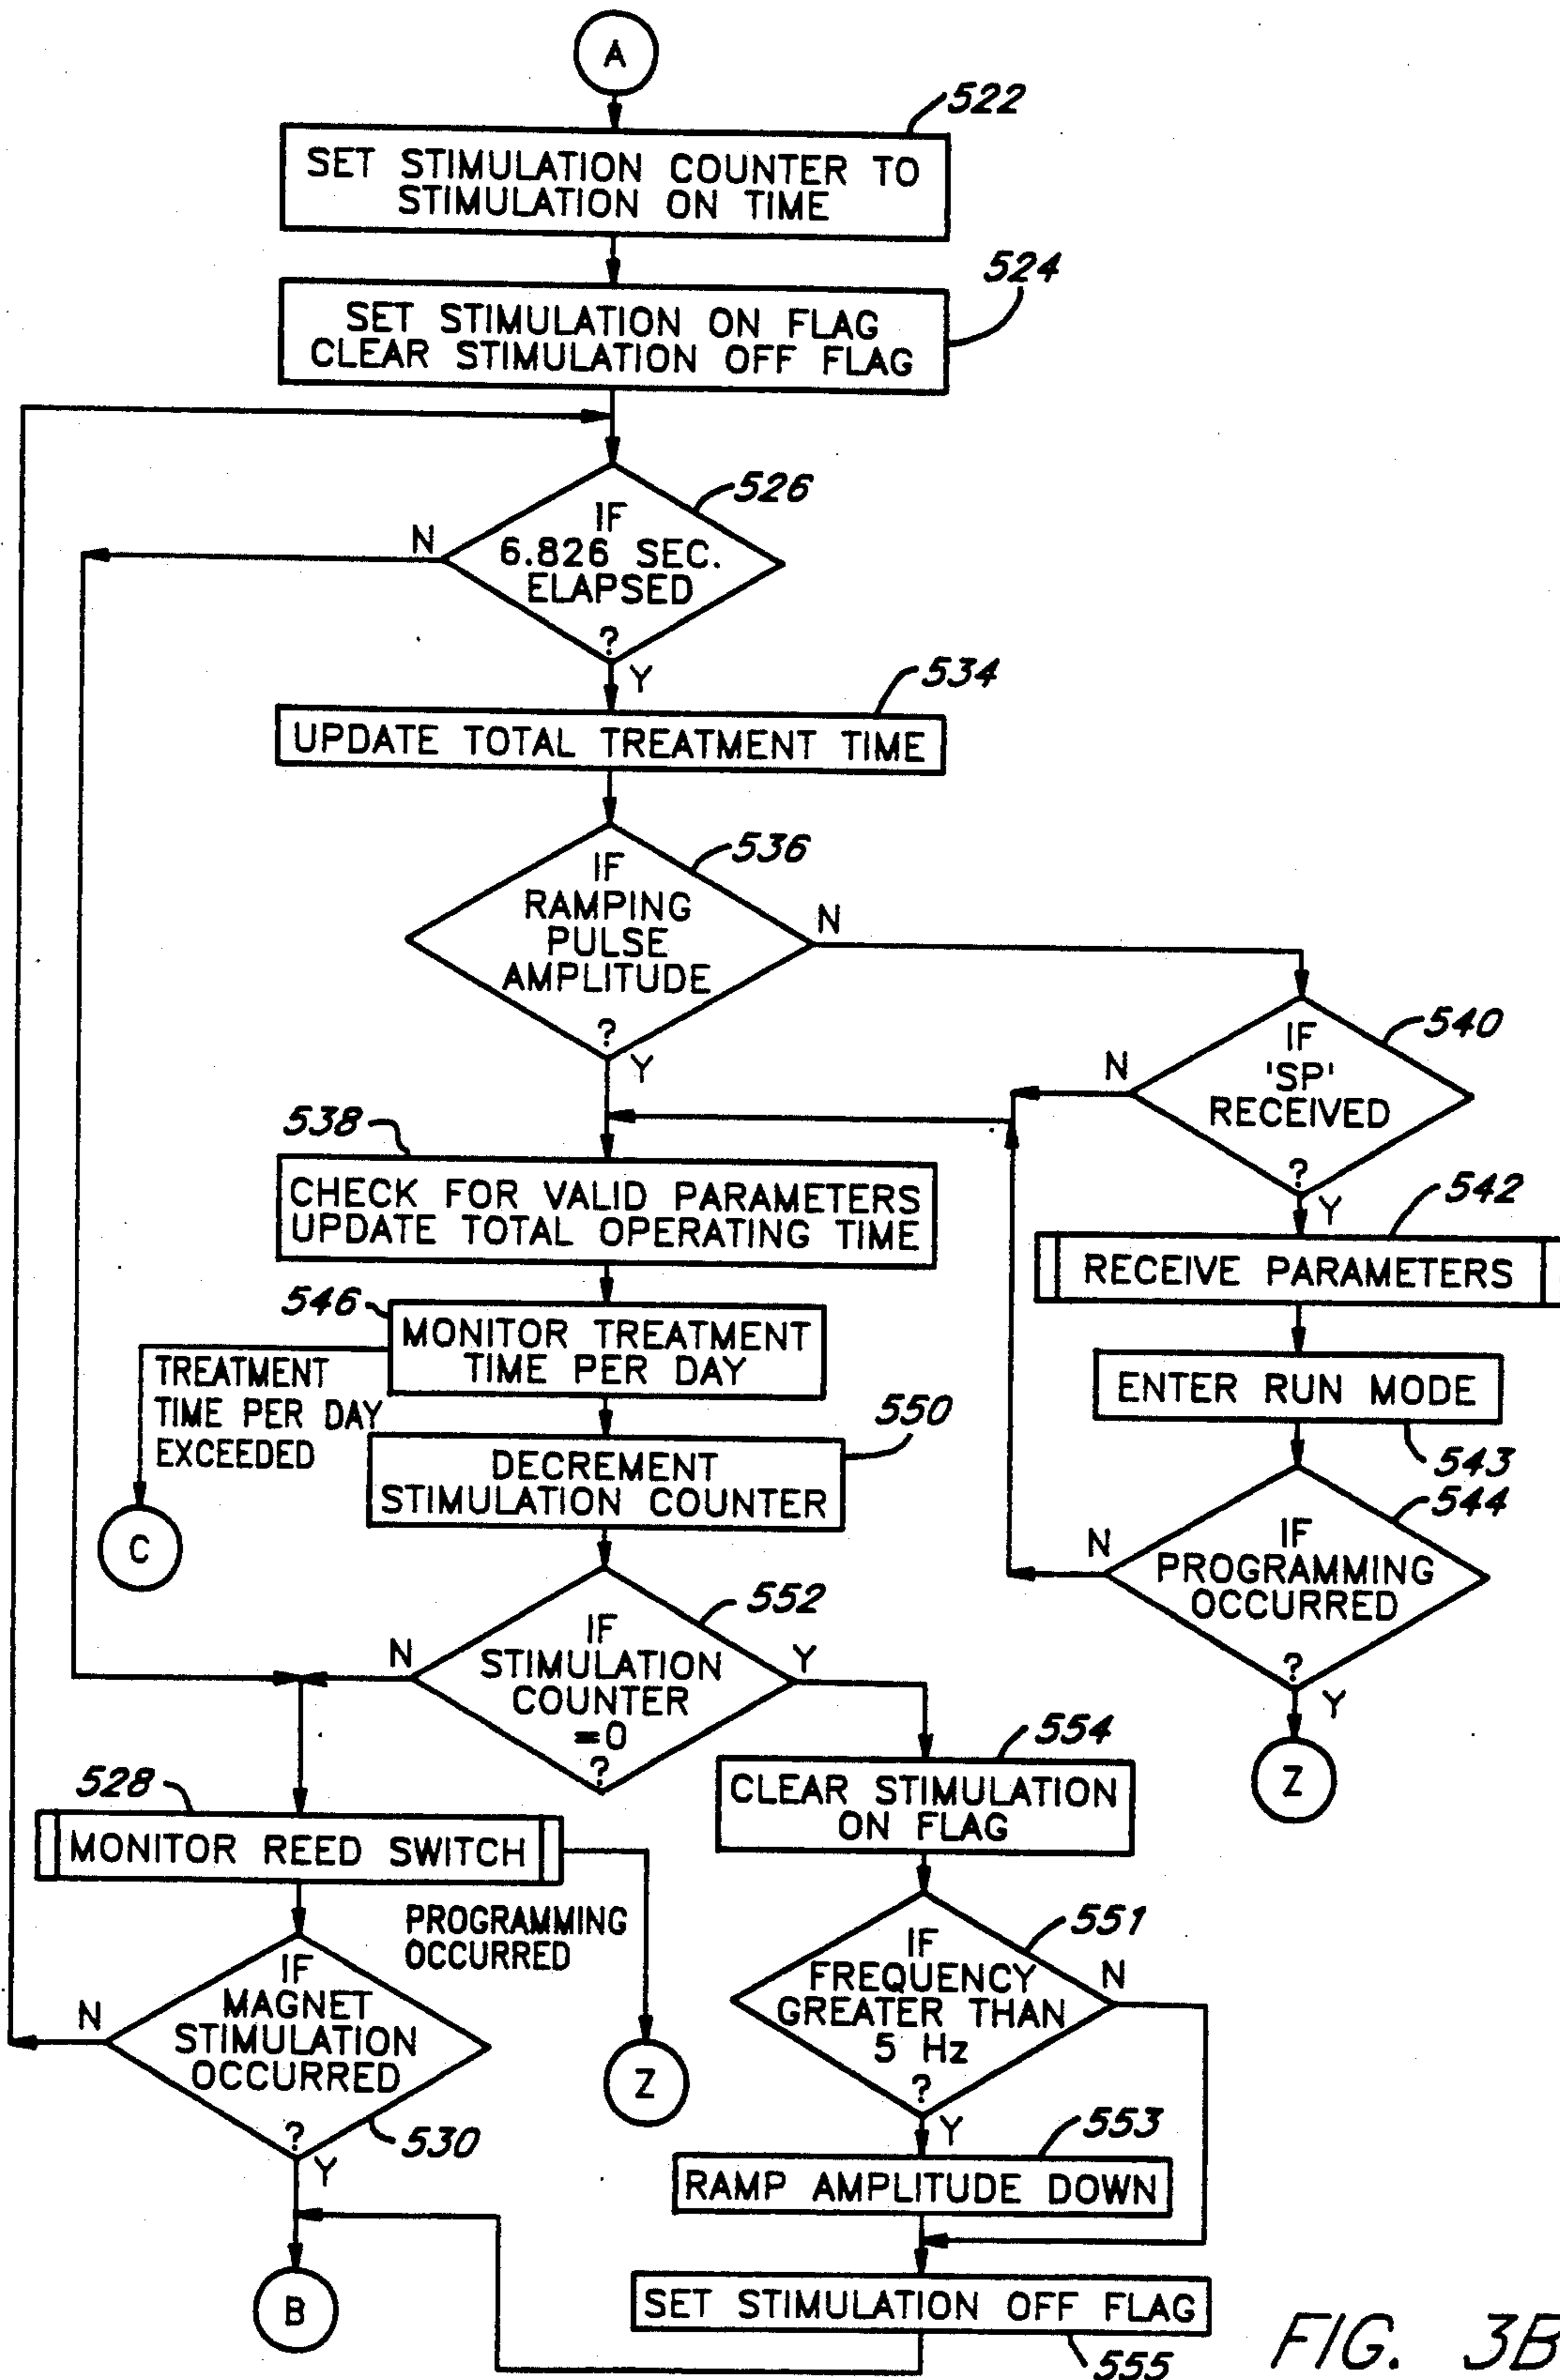 A
522
SET STIMULATION COUNTER TO
STIMULATION ON TIME
524
SET STIMULATION ON FLAG
CLEAR STIMULATION OFF FLAG
526
IF
6.826 SEC.
ELAPSED
?
N
Y
534
UPDATE TOTAL TREATMENT TIME
536
IF
RAMPING
PULSE
AMPLITUDE
?
N
Y
540
IF
'SP'
RECEIVED
?
N
Y
538
CHECK FOR VALID PARAMETERS
UPDATE TOTAL OPERATING TIME
542
RECEIVE PARAMETERS
546
MONITOR TREATMENT
TIME PER DAY
TREATMENT
TIME PER DAY
EXCEEDED
C
ENTER RUN MODE
543
550
DECREMENT
STIMULATION COUNTER
544
IF
PROGRAMMING
OCCURRED
?
N
Y
Z
552
IF
STIMULATION
COUNTER
=0
?
N
Y
554
CLEAR STIMULATION
ON FLAG
528
MONITOR REED SWITCH
PROGRAMMING
OCCURRED
Z
551
IF
FREQUENCY
GREATER THAN
5 Hz
?
N
Y
IF
MAGNET
STIMULATION
OCCURRED
?
N
530
Y
553
RAMP AMPLITUDE DOWN
B
SET STIMULATION OFF FLAG
555
FIG. 3B